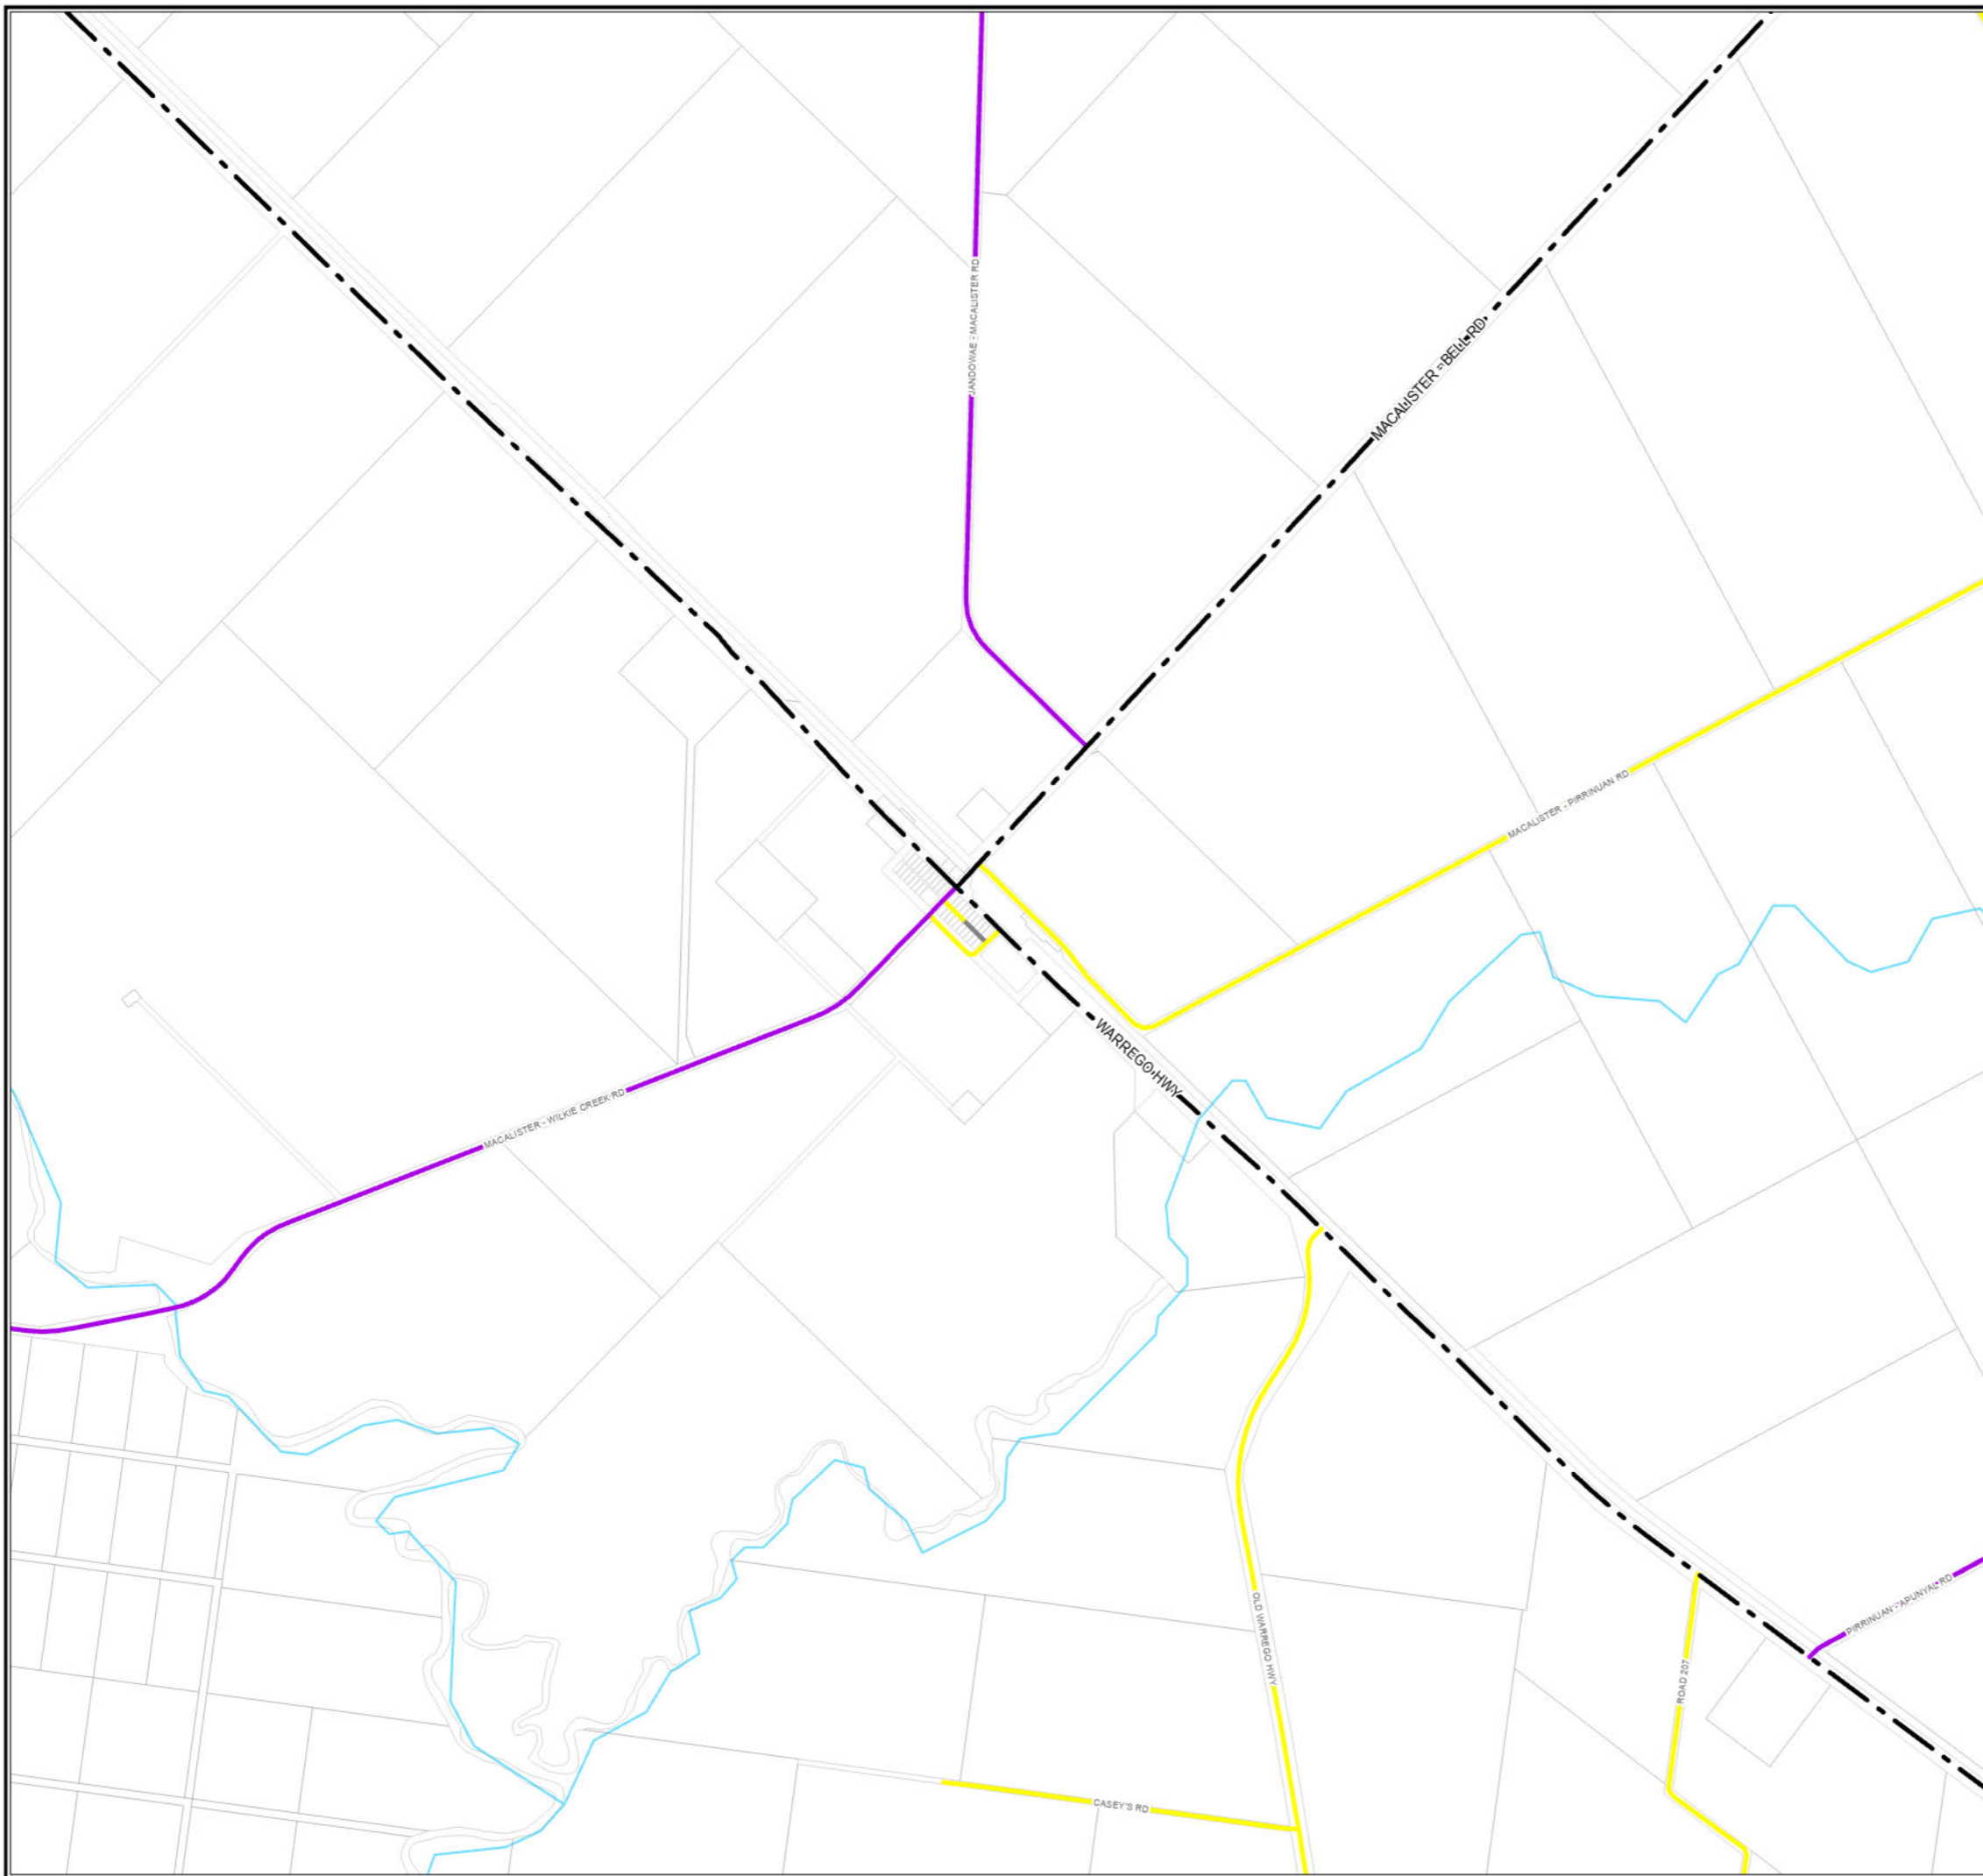 JANDOWAE - MACALISTER RD
MACALISTER - BELL RD
MACALISTER - PIRRINUAN RD
WARREGO HWY
MACALISTER - WILKIE CREEK RD
PIRRINUAN - APUNYAL RD
OLD WARREGO HWY
ROAD 207
CASEY'S RD